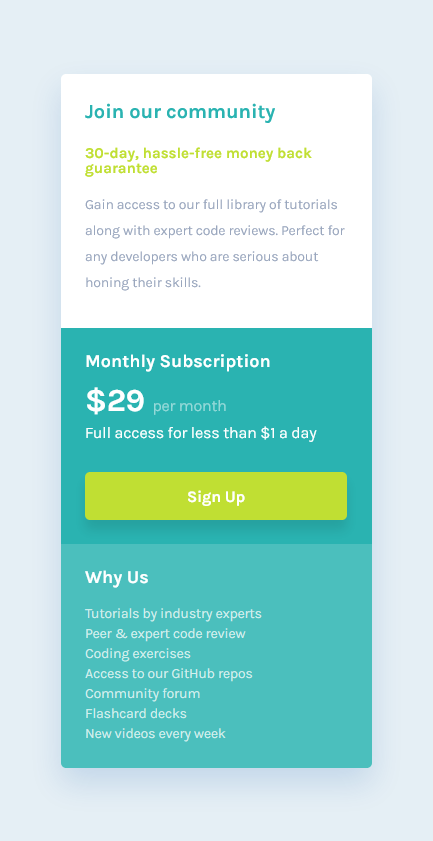 Join our community
30-day, hassle-free money back
guarantee
Gain access to our full library of tutorials
along with expert code reviews. Perfect for
any developers who are serious about
honing their skills.
Monthly Subscription
$29 per month
Full access for less than $1 a day
Sign Up
Why Us
Tutorials by industry experts
Peer & expert code review
Coding exercises
Access to our GitHub repos
Community forum
Flashcard decks
New videos every week